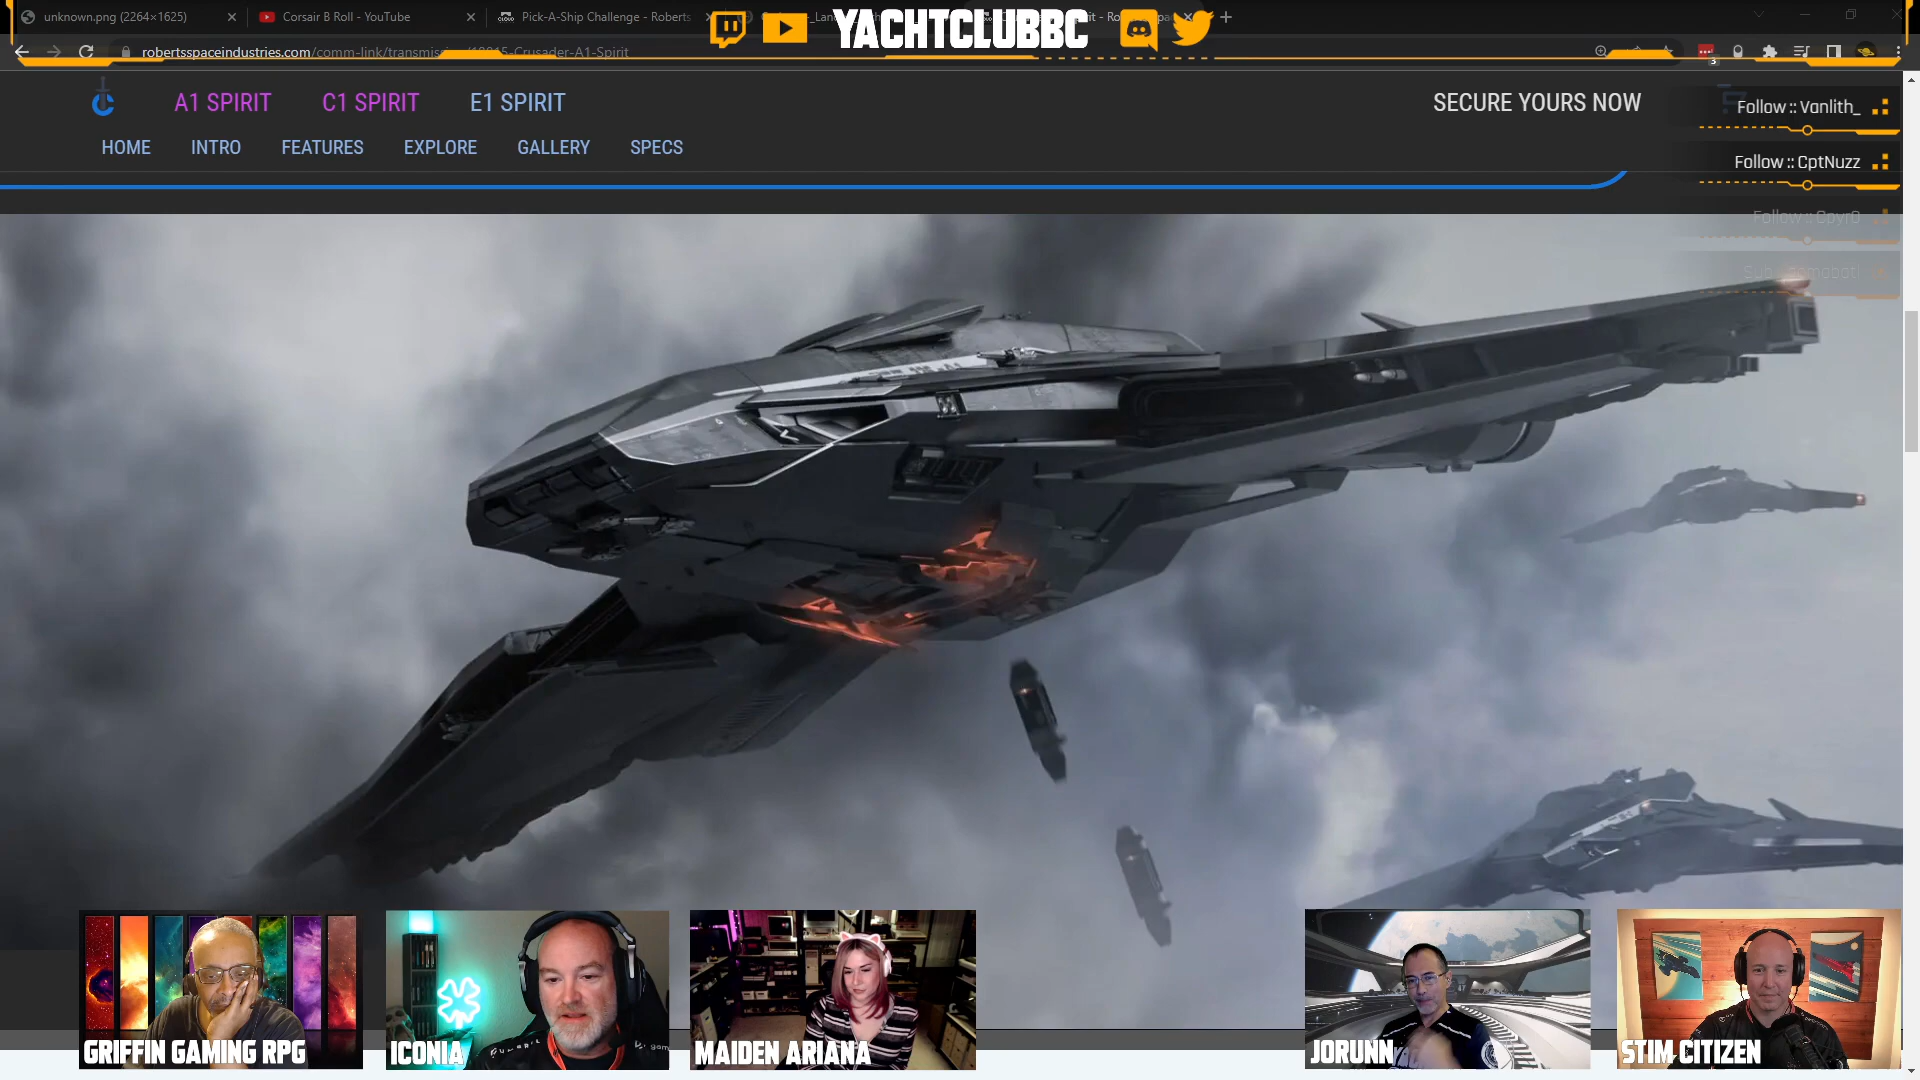 unknown.png (2264×1625)
Corsair B Roll - YouTube
Pick-A-Ship Challenge - Roberts
YACHTCLUBBC
robertsspaceindustries.com/comm-link/transmis
Crusader-A1-Spirit
3
A1 SPIRIT
C1 SPIRIT
E1 SPIRIT
SECURE YOURS NOW
HOME
INTRO
FEATURES
EXPLORE
GALLERY
SPECS
Follow :: Vanlith_
Follow :: CptNuzz
GRIFFIN GAMING RPG
ICONIA
MAIDEN ARIANA
JORUNN
STIM CITIZEN